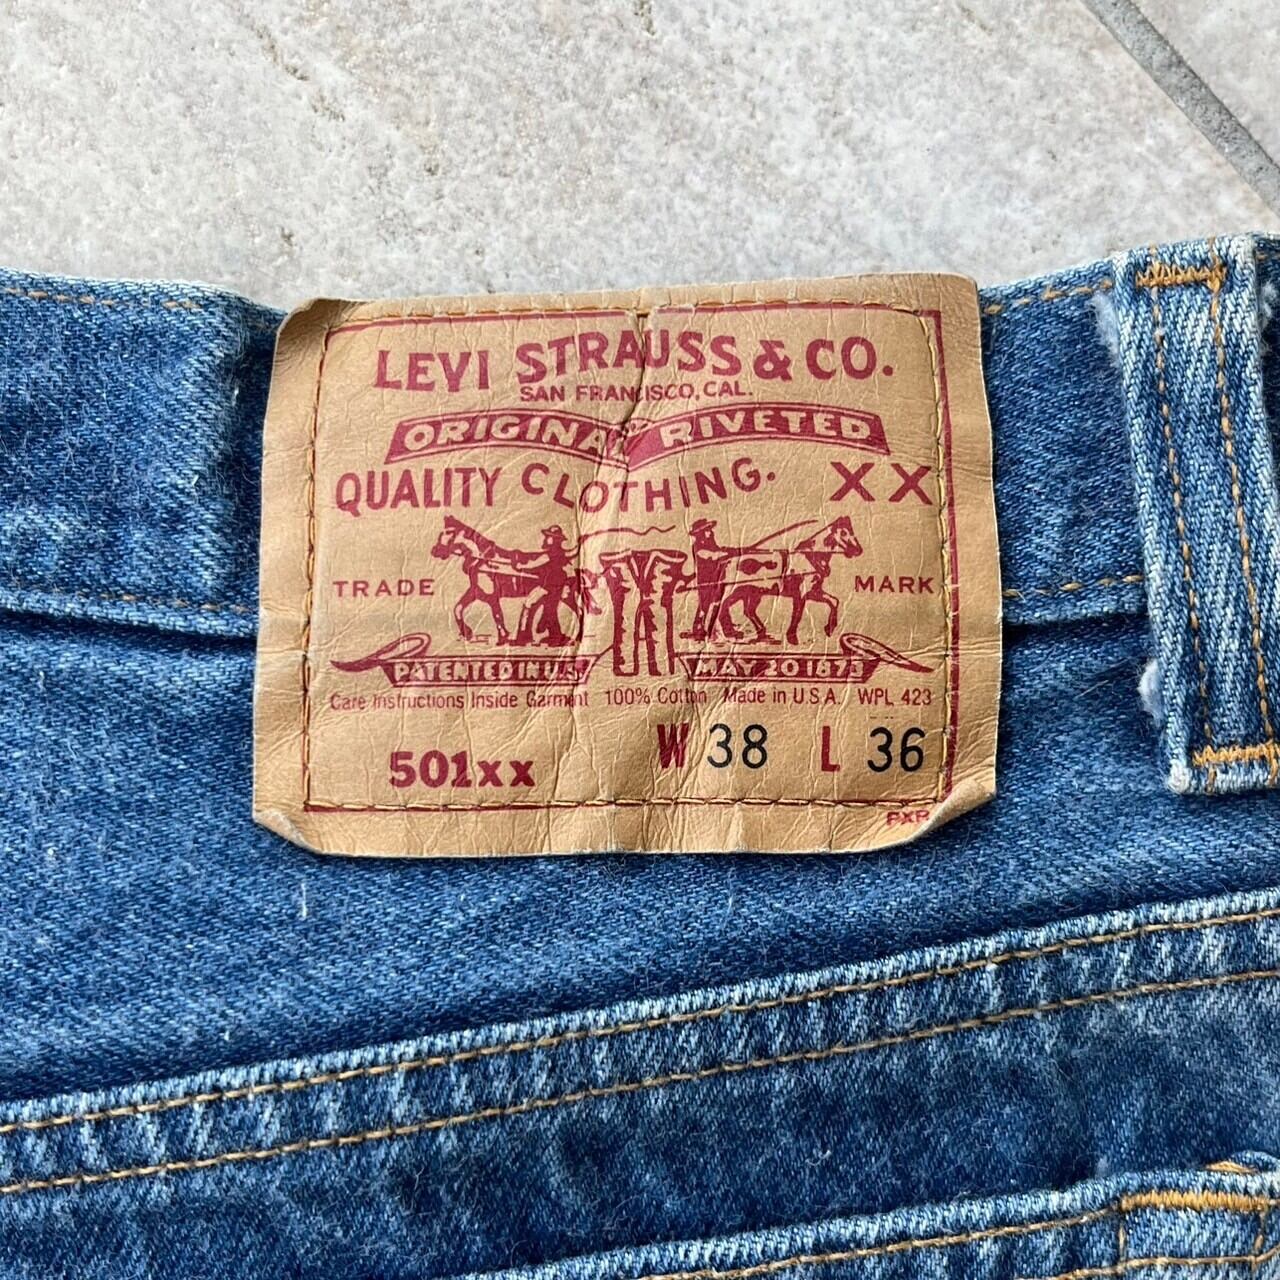 LEVI STRAUSS & CO.
SAN FRANCISCO, CAL.
ORIGINAL RIVETED
QUALITY CLOTHING. XX
TRADE MARK
PATENTED IN U.S. MAY 20 1873
Care Instructions Inside Garment 100% Cotton Made in U.S.A. WPL 423
501xx W 38 L 36
PXP